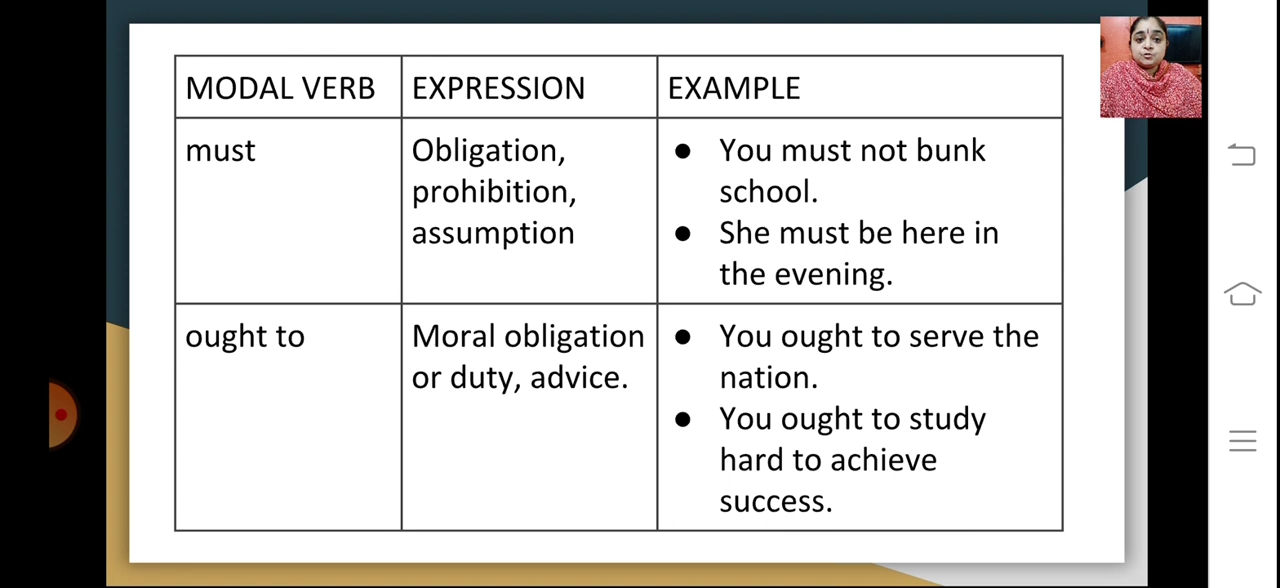 MODAL VERB EXPRESSION EXAMPLE
must
Obligation,
prohibition,
assumption
● You must not bunk
school.
● She must be here in
the evening.
ought to
Moral obligation
or duty, advice.
● You ought to serve the
nation.
● You ought to study
hard to achieve
success.